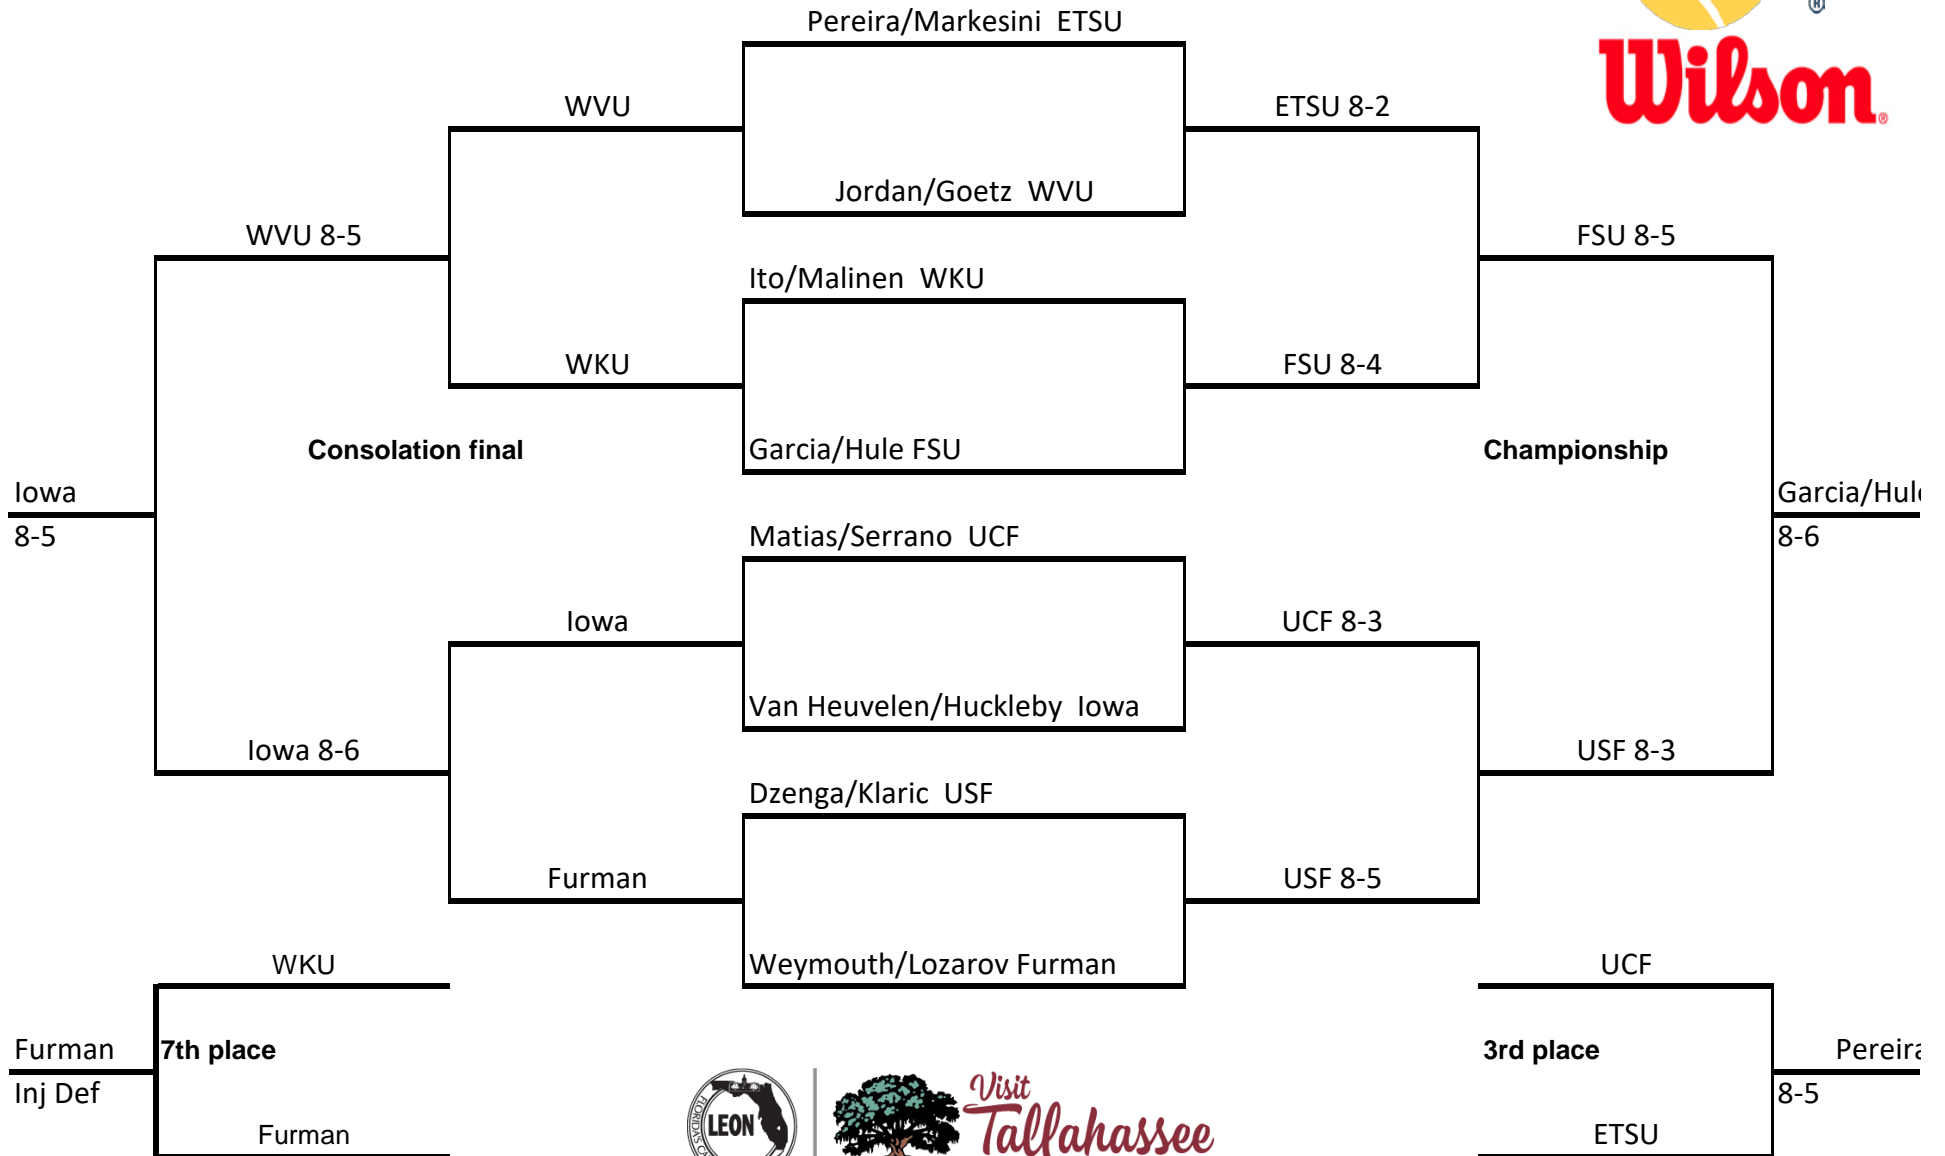 Pereira/Markesini ETSU
®
Wilson®
WVU
ETSU 8-2
Jordan/Goetz WVU
WVU 8-5
FSU 8-5
Ito/Malinen WKU
WKU
FSU 8-4
Consolation final
Garcia/Hule FSU
Championship
Iowa
8-5
Garcia/Hule
8-6
Matias/Serrano UCF
Iowa
UCF 8-3
Van Heuvelen/Huckleby Iowa
Iowa 8-6
USF 8-3
Dzenga/Klaric USF
Furman
USF 8-5
WKU
Weymouth/Lozarov Furman
UCF
Furman
Inj Def
7th place
3rd place
Pereira
8-5
Furman
ETSU
LEON
Visit
Tallahassee